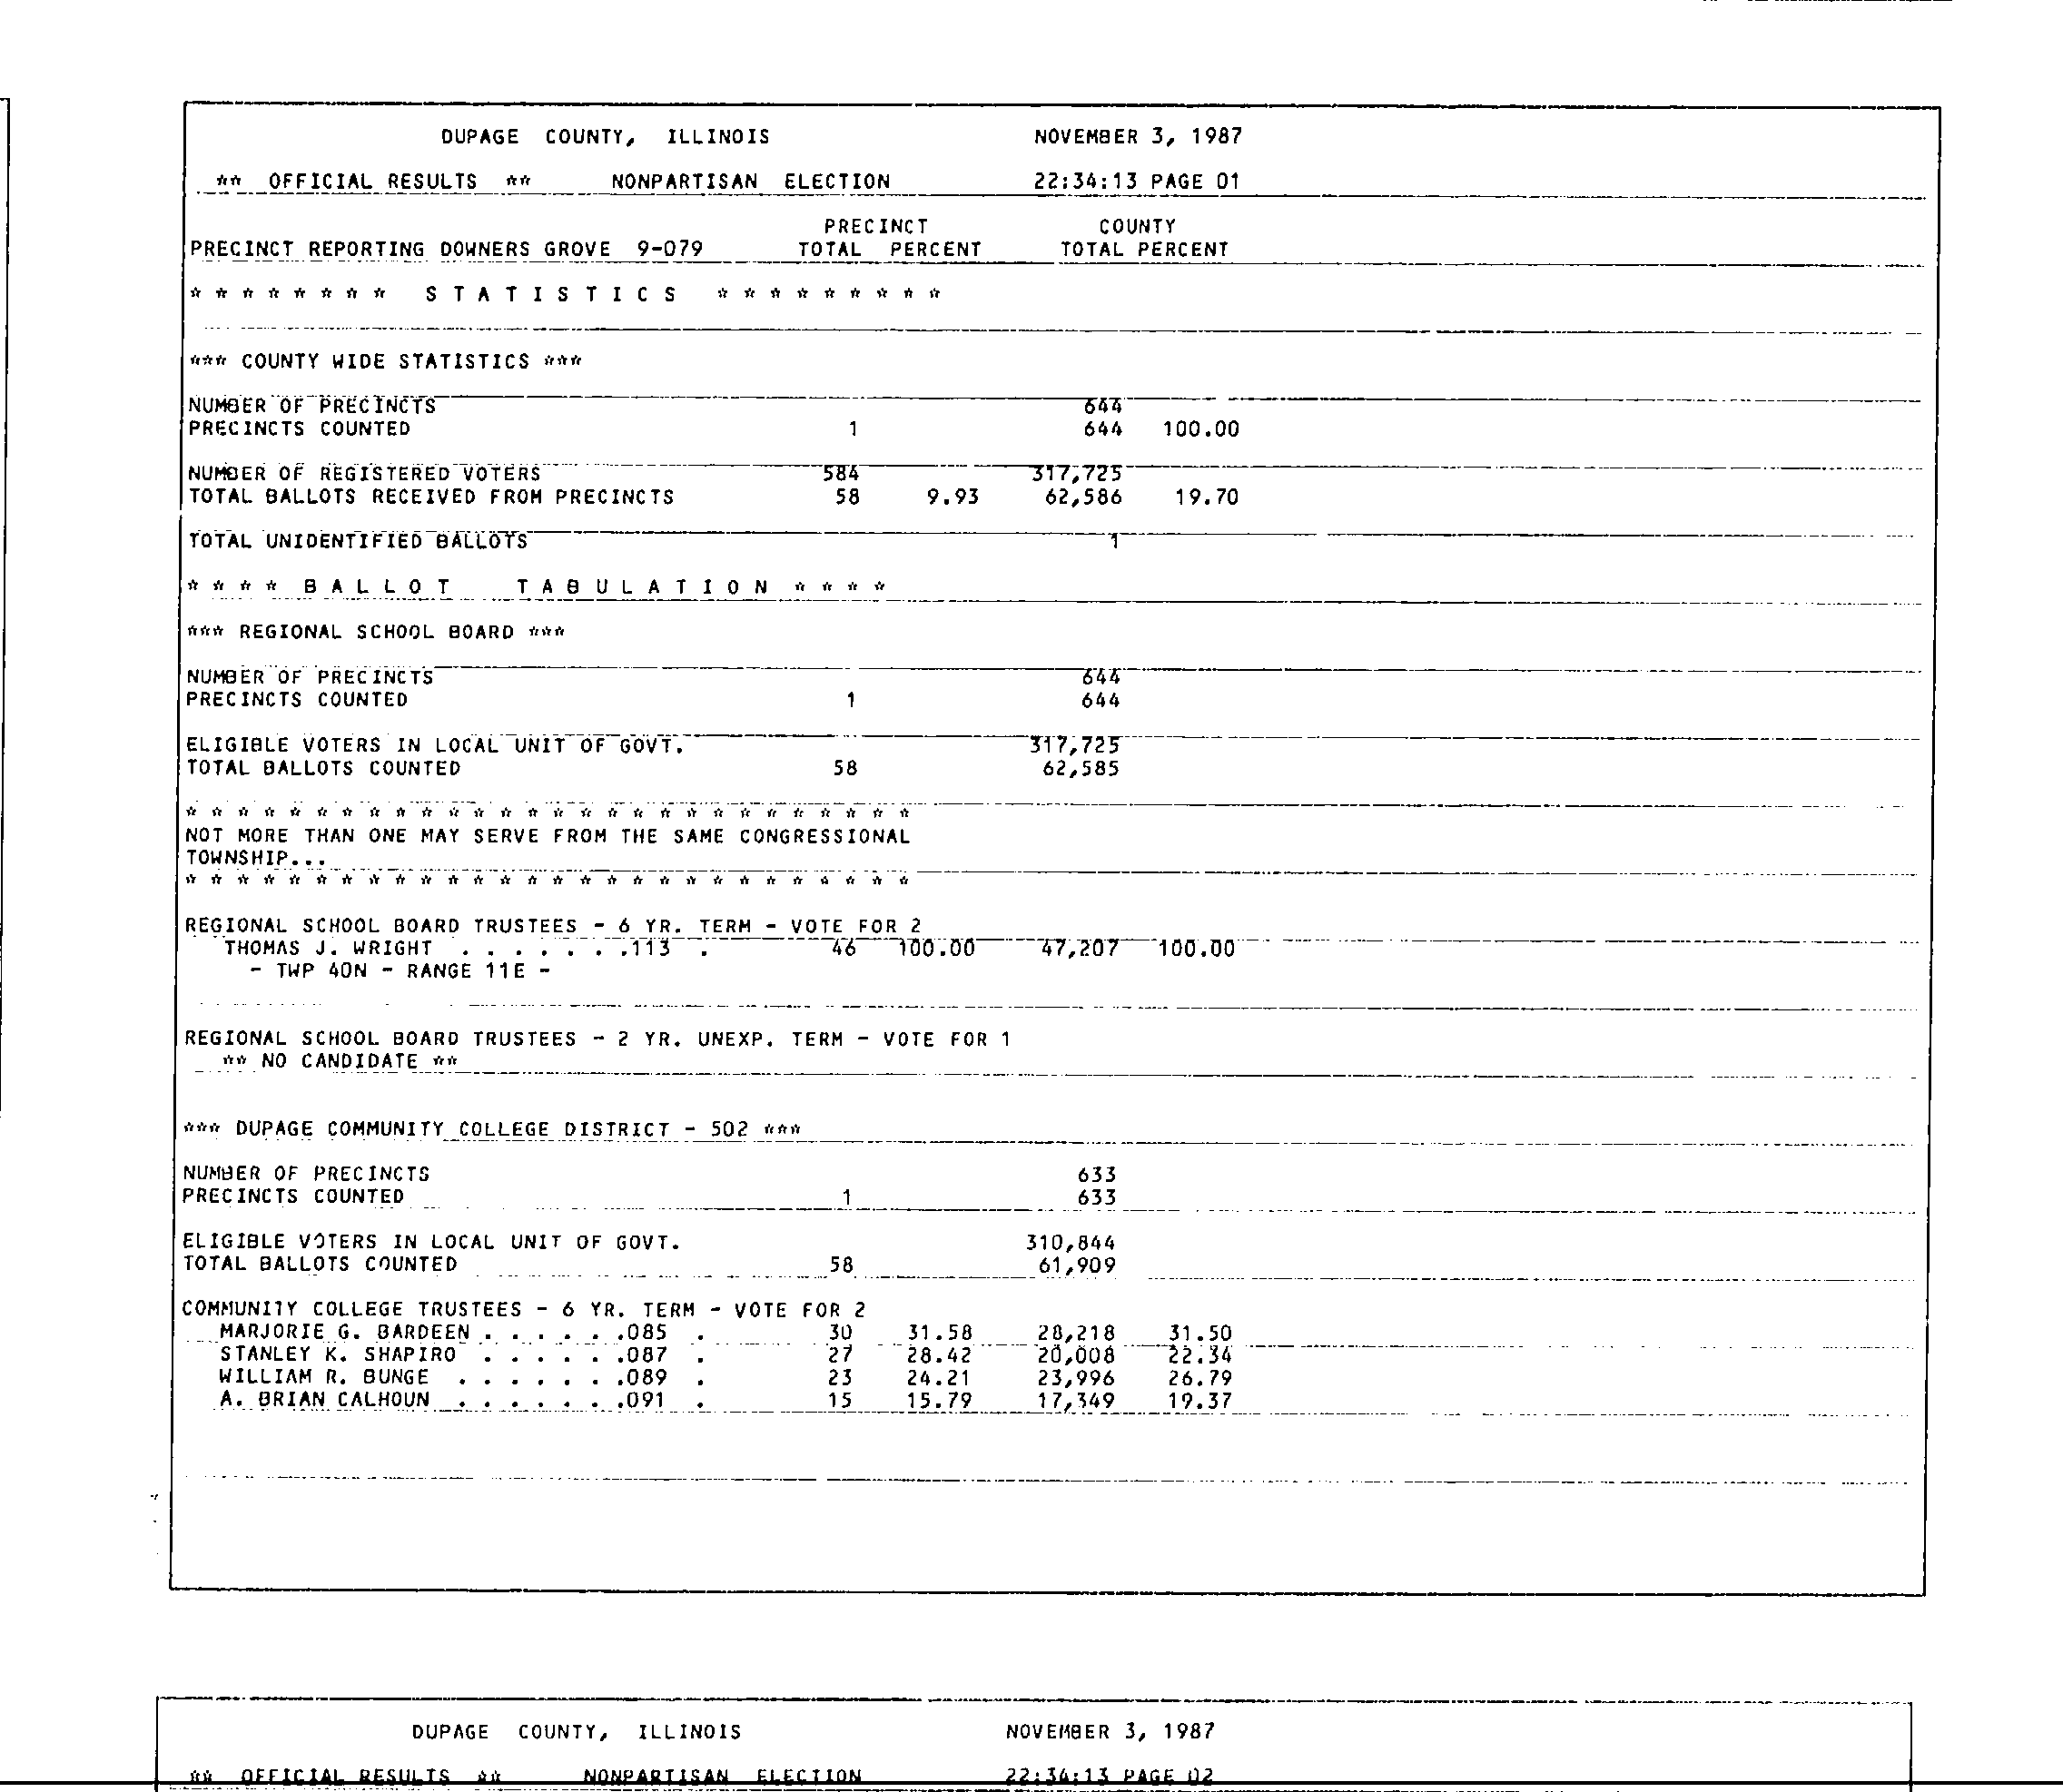 DUPAGE COUNTY, ILLINOIS NOVEMBER 3, 1987
** OFFICIAL RESULTS ** NONPARTISAN ELECTION 22:34:13 PAGE 01
PRECINCT COUNTY
PRECINCT REPORTING DOWNERS GROVE 9-079 TOTAL PERCENT TOTAL PERCENT
* * * * * * * * S T A T I S T I C S * * * * * * * * *
*** COUNTY WIDE STATISTICS ***
NUMBER OF PRECINCTS 644
PRECINCTS COUNTED 1 644 100.00
NUMBER OF REGISTERED VOTERS 584 317,725
TOTAL BALLOTS RECEIVED FROM PRECINCTS 58 9.93 62,586 19.70
TOTAL UNIDENTIFIED BALLOTS 1
* * * * B A L L O T T A B U L A T I O N * * * *
*** REGIONAL SCHOOL BOARD ***
NUMBER OF PRECINCTS 644
PRECINCTS COUNTED 1 644
ELIGIBLE VOTERS IN LOCAL UNIT OF GOVT. 317,725
TOTAL BALLOTS COUNTED 58 62,585
* * * * * * * * * * * * * * * * * * * * * * * * * * * *
NOT MORE THAN ONE MAY SERVE FROM THE SAME CONGRESSIONAL
TOWNSHIP...
* * * * * * * * * * * * * * * * * * * * * * * * * * * *
REGIONAL SCHOOL BOARD TRUSTEES - 6 YR. TERM - VOTE FOR 2
THOMAS J. WRIGHT . . . . . . .113 . 46 100.00 47,207 100.00
- TWP 40N - RANGE 11E -
REGIONAL SCHOOL BOARD TRUSTEES - 2 YR. UNEXP. TERM - VOTE FOR 1
** NO CANDIDATE **
*** DUPAGE COMMUNITY COLLEGE DISTRICT - 502 ***
NUMBER OF PRECINCTS 633
PRECINCTS COUNTED 1 633
ELIGIBLE VOTERS IN LOCAL UNIT OF GOVT. 310,844
TOTAL BALLOTS COUNTED 58 61,909
COMMUNITY COLLEGE TRUSTEES - 6 YR. TERM - VOTE FOR 2
MARJORIE G. BARDEEN . . . . . .085 . 30 31.58 28,218 31.50
STANLEY K. SHAPIRO . . . . . .087 . 27 28.42 20,008 22.34
WILLIAM R. BUNGE . . . . . . .089 . 23 24.21 23,996 26.79
A. BRIAN CALHOUN . . . . . . .091 . 15 15.79 17,349 19.37
DUPAGE COUNTY, ILLINOIS NOVEMBER 3, 1987
** OFFICIAL RESULTS ** NONPARTISAN ELECTION 22:34:13 PAGE 02